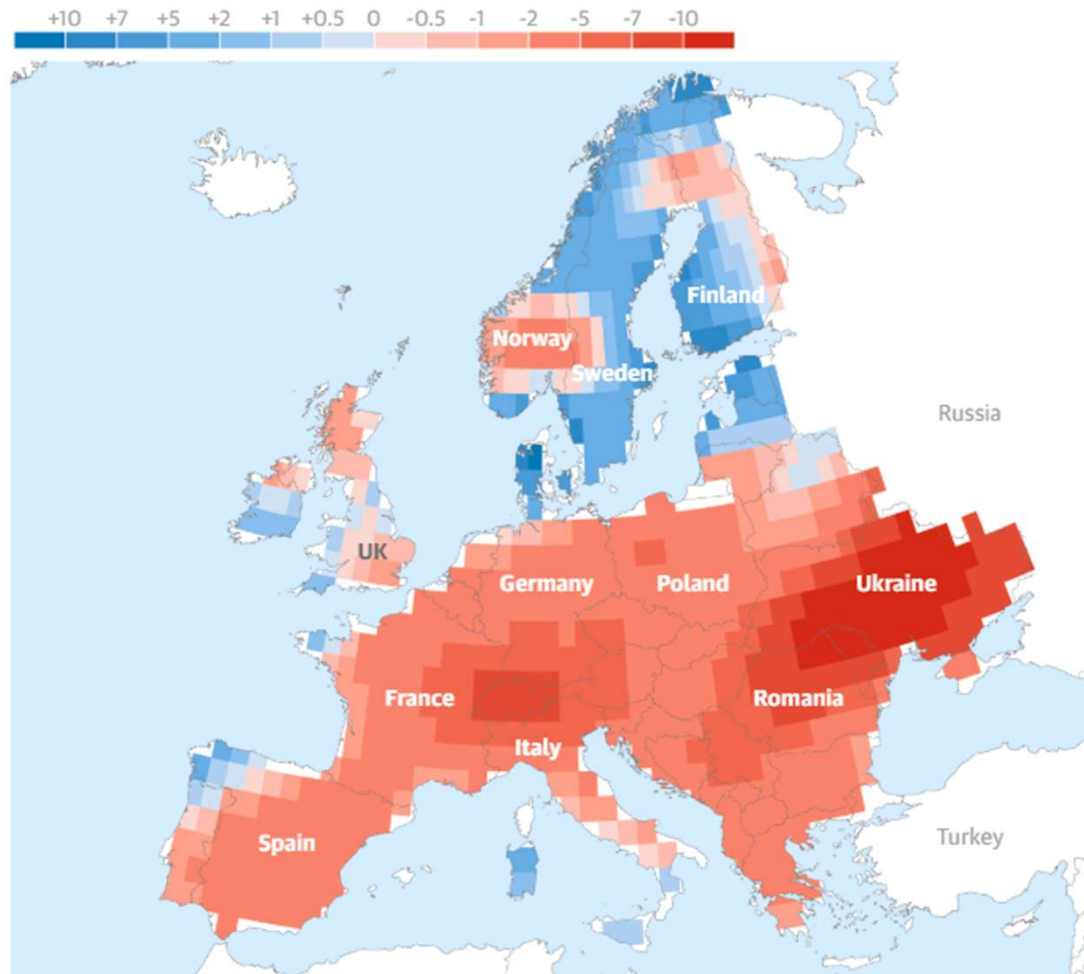 +10 +7 +5 +2 +1 +0.5 0 -0.5 -1 -2 -5 -7 -10
Finland
Norway
Sweden
Russia
UK
Germany
Poland
Ukraine
France
Romania
Italy
Spain
Turkey